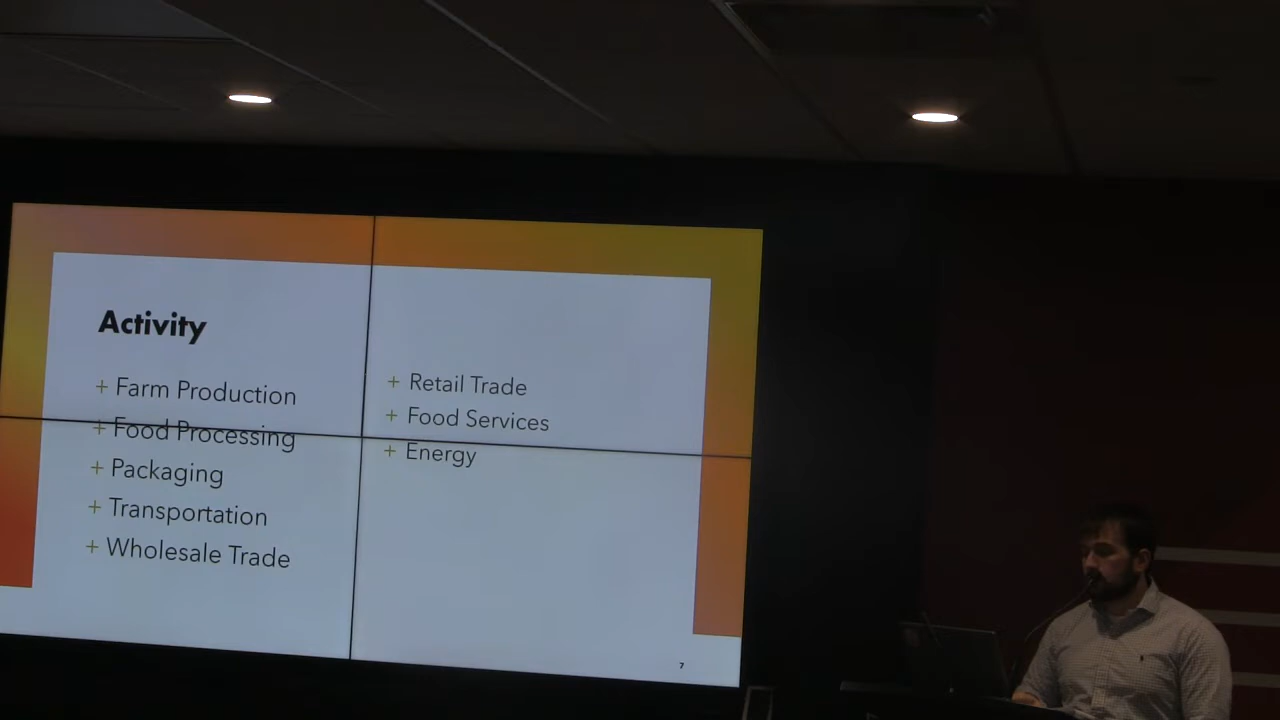 Activity
+ Farm Production
+ Food Processing
+ Packaging
+ Transportation
+ Wholesale Trade
+ Retail Trade
+ Food Services
+ Energy
7